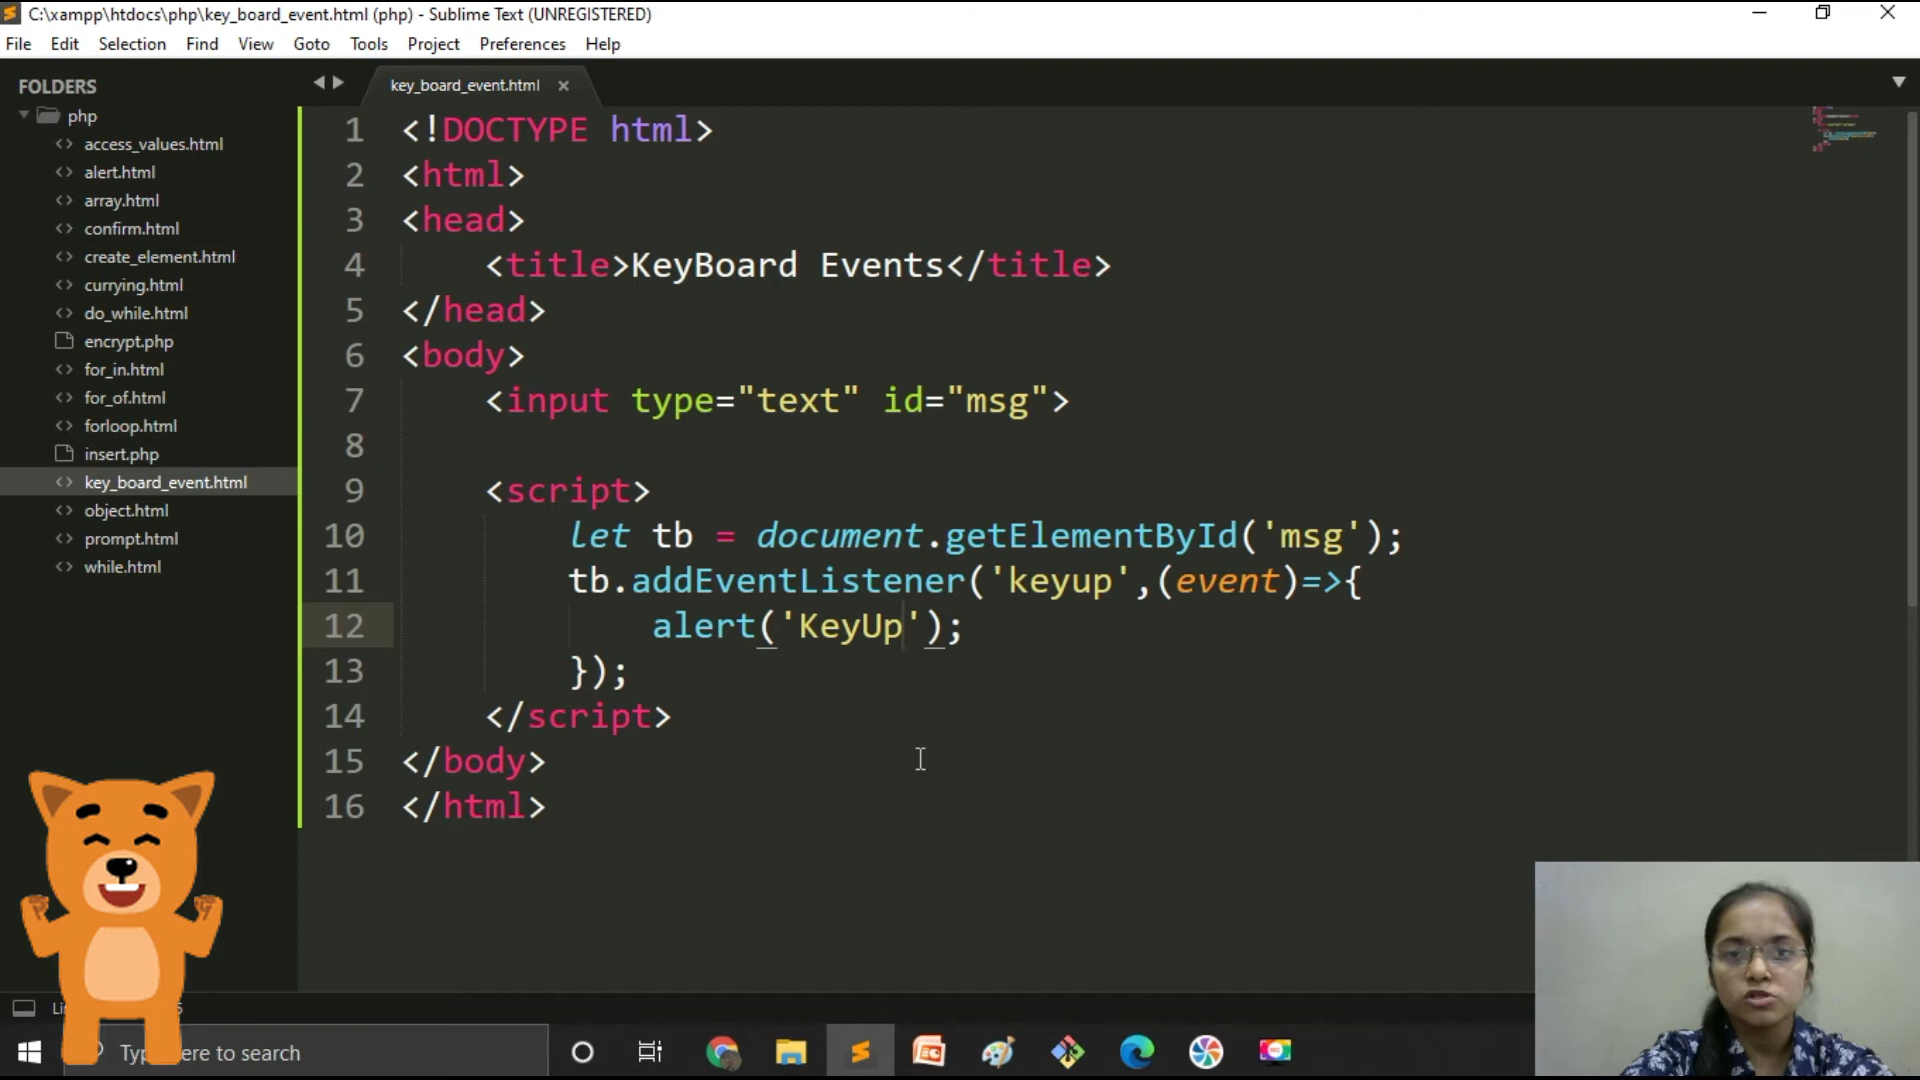 C:\xampp\htdocs\php\key_board_event.html (php) - Sublime Text (UNREGISTERED)
File Edit Selection Find View Goto Tools Project Preferences Help
FOLDERS
php
access_values.html
alert.html
array.html
confirm.html
create_element.html
currying.html
do_while.html
encrypt.php
for_in.html
for_of.html
forloop.html
insert.php
key_board_event.html
object.html
prompt.html
while.html
key_board_event.html
1 <!DOCTYPE html>
2 <html>
3 <head>
4 <title>KeyBoard Events</title>
5 </head>
6 <body>
7 <input type="text" id="msg">
8
9 <script>
10 let tb = document.getElementById('msg');
11 tb.addEventListener('keyup',(event)=>{
12 alert('KeyUp');
13 });
14 </script>
15 </body>
16 </html>